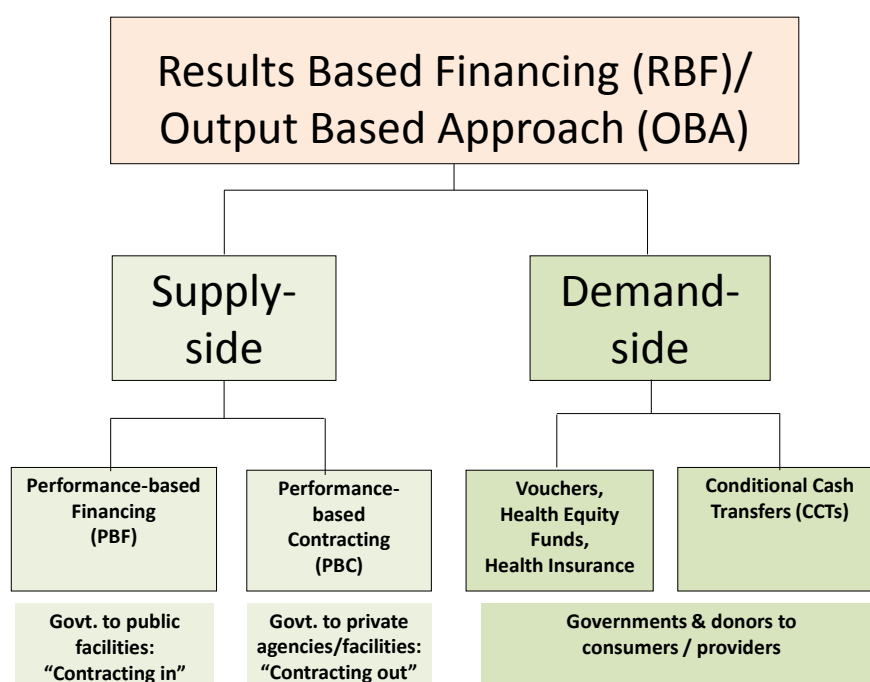 Results Based Financing (RBF)/
Output Based Approach (OBA)
Supply-
side
Demand-
side
Performance-based
Financing
(PBF)
Performance-
based
Contracting
(PBC)
Vouchers,
Health Equity
Funds,
Health Insurance
Conditional Cash
Transfers (CCTs)
Govt. to public
facilities:
“Contracting in”
Govt. to private
agencies/facilities:
“Contracting out”
Governments & donors to
consumers / providers